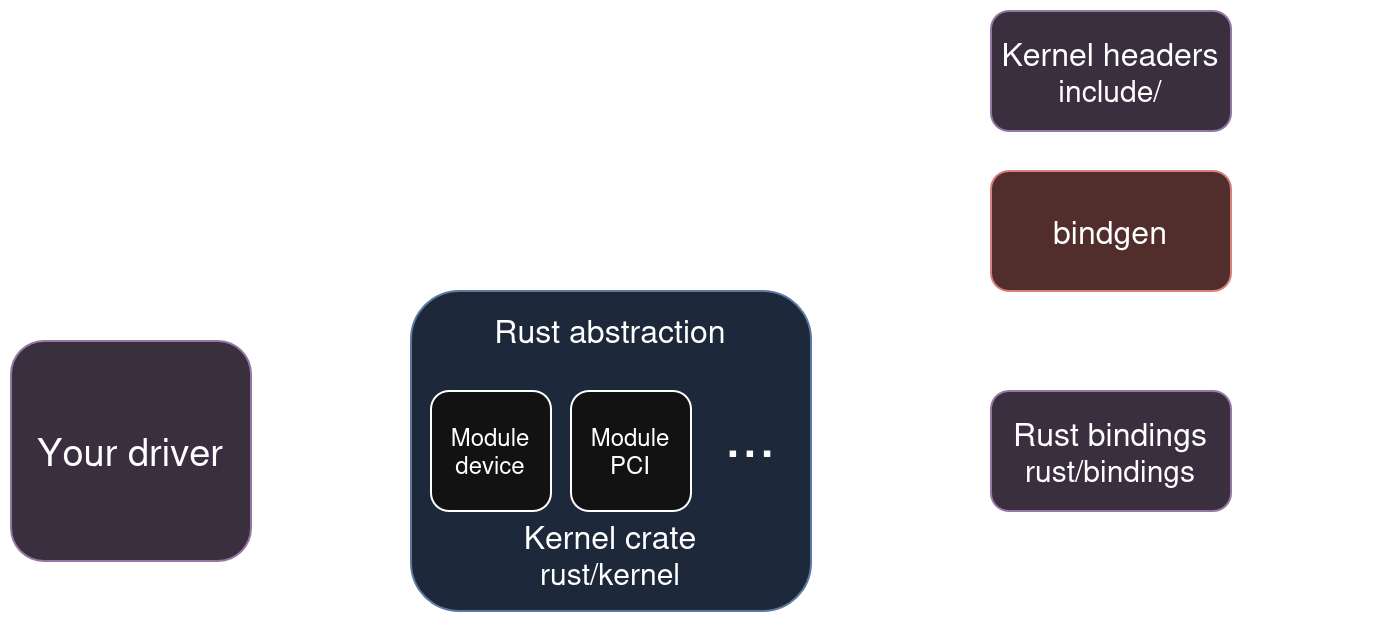 Kernel headers
include/
bindgen
Rust abstraction
Your driver
Module
device
Module
PCI
...
Rust bindings
rust/bindings
Kernel crate
rust/kernel